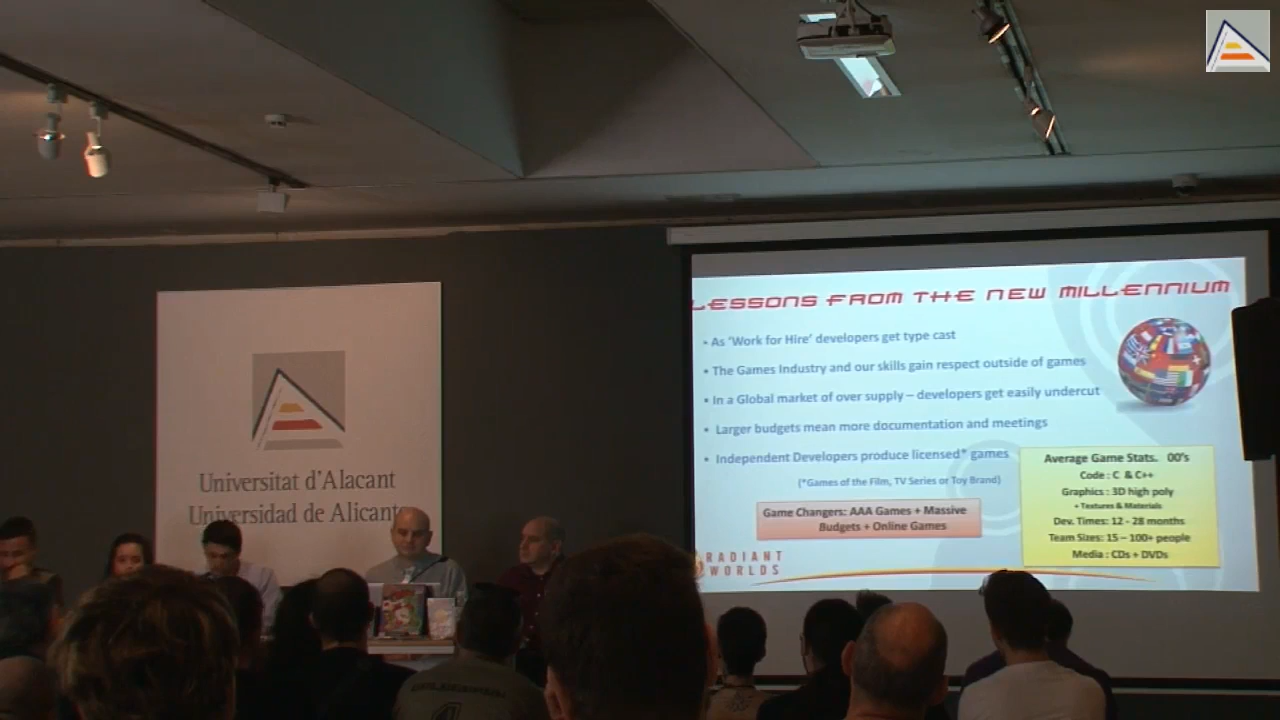 Universitat d'Alacant
Universidad de Alicante
LESSONS FROM THE NEW MILLENNIUM
• As 'Work for Hire' developers get type cast
• The Games Industry and our skills gain respect outside of games
• In a Global market of over supply – developers get easily undercut
• Larger budgets mean more documentation and meetings
• Independent Developers produce licensed* games
(*Games of the Film, TV Series or Toy Brand)
Game Changers: AAA Games + Massive
Budgets + Online Games
Average Game Stats. 00's
Code : C & C++
Graphics : 3D high poly
+ Textures & Materials
Dev. Times: 12 - 28 months
Team Sizes: 15 – 100+ people
Media : CDs + DVDs
RADIANT
WORLDS